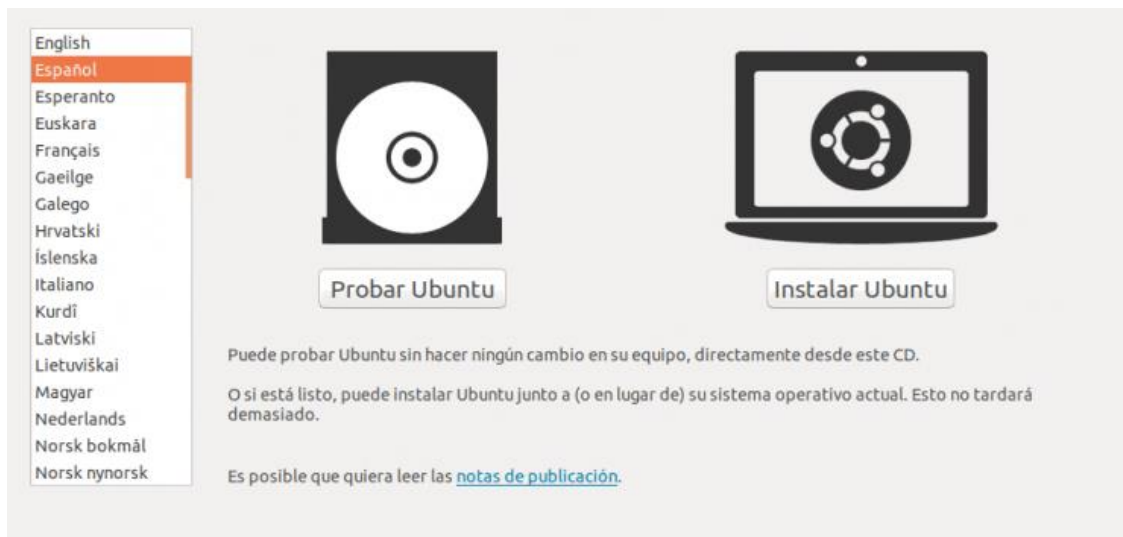 English
Español
Esperanto
Euskara
Français
Gaeilge
Galego
Hrvatski
Íslenska
Italiano
Kurdî
Latviski
Lietuviškai
Magyar
Nederlands
Norsk bokmål
Norsk nynorsk
Probar Ubuntu
Instalar Ubuntu
Puede probar Ubuntu sin hacer ningún cambio en su equipo, directamente desde este CD.
O si está listo, puede instalar Ubuntu junto a (o en lugar de) su sistema operativo actual. Esto no tardará
demasiado.
Es posible que quiera leer las notas de publicación.